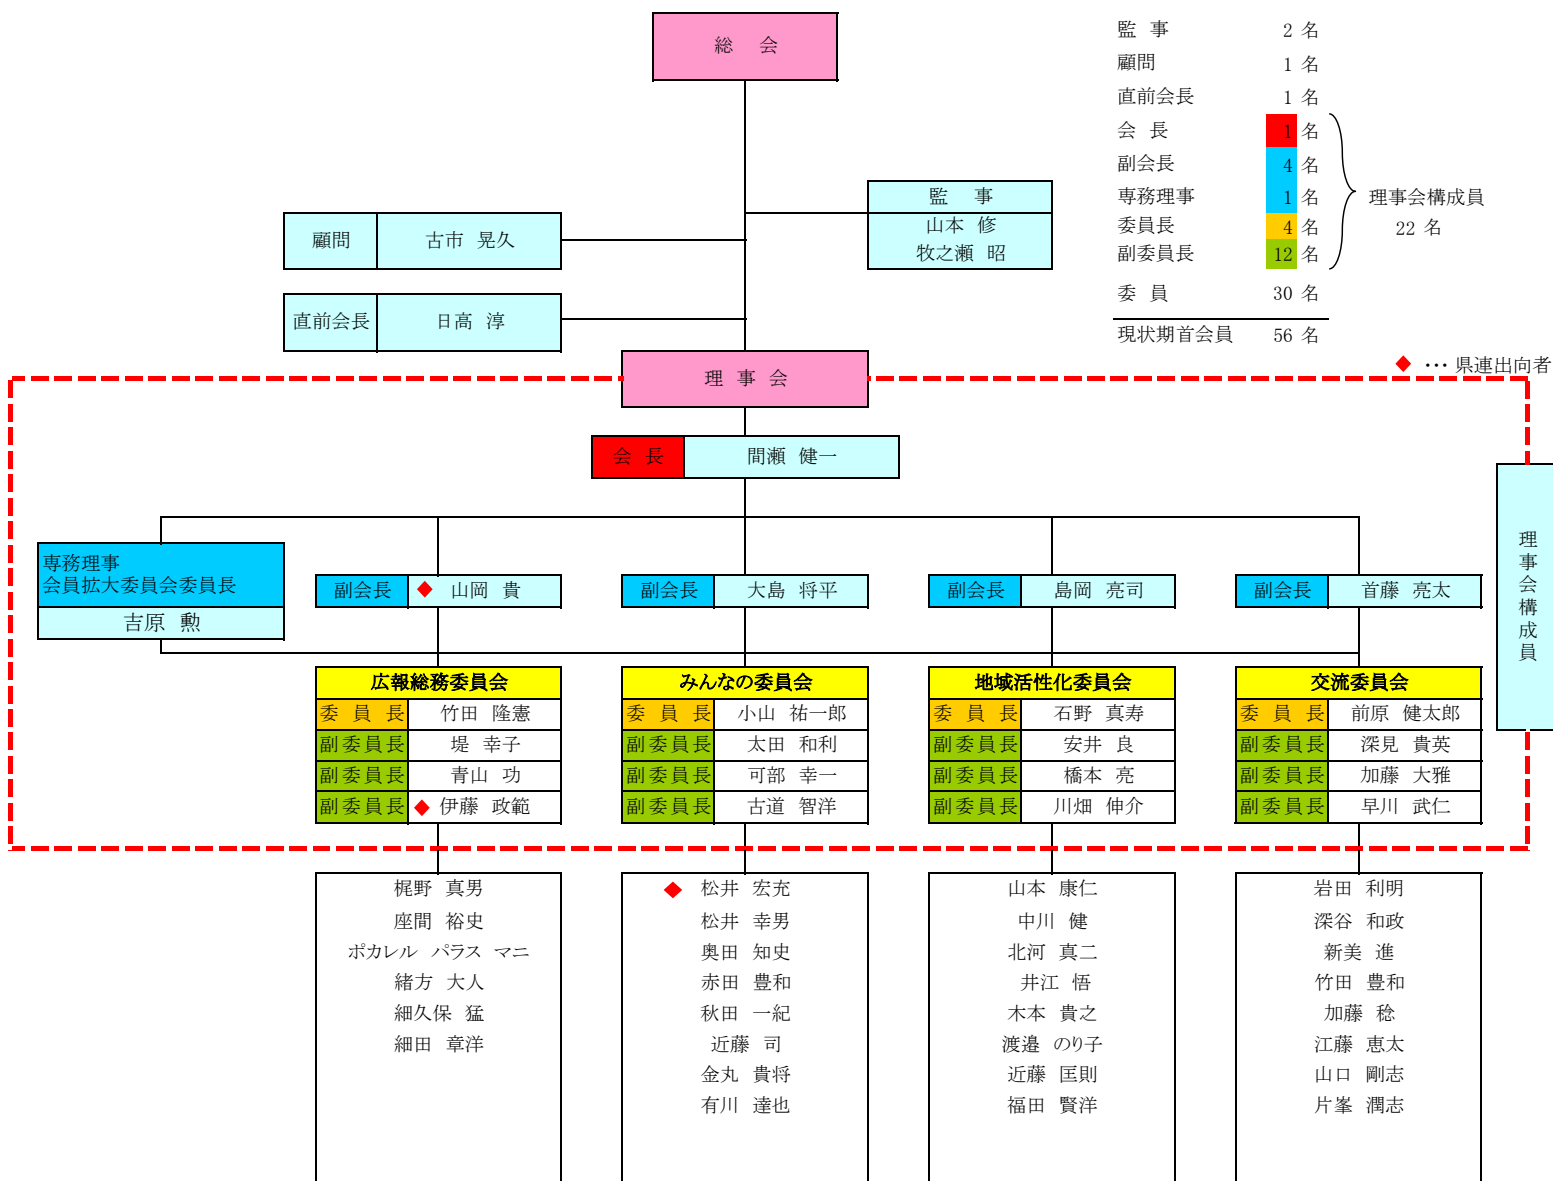 総 会
監 事 2 名
顧問 1 名
直前会長 1 名
会 長 1 名
副会長 4 名
専務理事 1 名
委員長 4 名
副委員長 12 名
理事会構成員
22 名
委 員 30 名
現状期首会員 56 名
◆ … 県連出向者
監 事
山本 修
牧之瀬 昭
顧問 古市 晃久
直前会長 日高 淳
理 事 会
会 長 間瀬 健一
理事会構成員
専務理事
会員拡大委員会委員長
吉原 勲
副会長 ◆ 山岡 貴
副会長 大島 将平
副会長 島岡 亮司
副会長 首藤 亮太
広報総務委員会
委 員 長 竹田 隆憲
副委員長 堤 幸子
副委員長 青山 功
副委員長 ◆ 伊藤 政範
みんなの委員会
委 員 長 小山 祐一郎
副委員長 太田 和利
副委員長 可部 幸一
副委員長 古道 智洋
地域活性化委員会
委 員 長 石野 真寿
副委員長 安井 良
副委員長 橋本 亮
副委員長 川畑 伸介
交流委員会
委 員 長 前原 健太郎
副委員長 深見 貴英
副委員長 加藤 大雅
副委員長 早川 武仁
梶野 真男
座間 裕史
ポカレル パラス マニ
緒方 大人
細久保 猛
細田 章洋
◆ 松井 宏充
松井 幸男
奥田 知史
赤田 豊和
秋田 一紀
近藤 司
金丸 貴将
有川 達也
山本 康仁
中川 健
北河 真二
井江 悟
木本 貴之
渡邉 のり子
近藤 匡則
福田 賢洋
岩田 利明
深谷 和政
新美 進
竹田 豊和
加藤 稔
江藤 恵太
山口 剛志
片峯 潤志